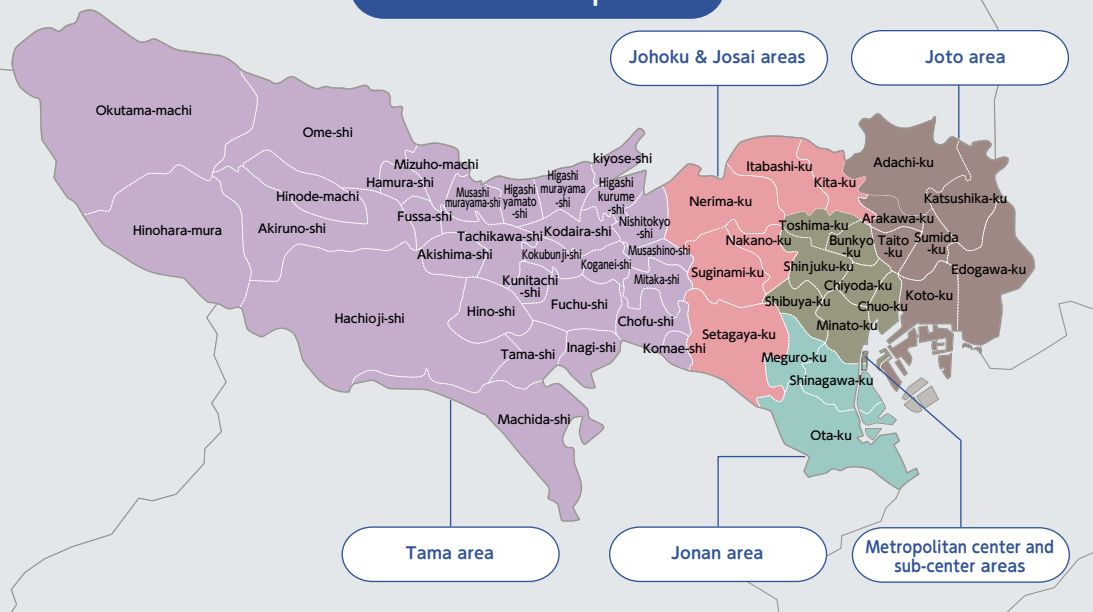 Johoku & Josai areas
Joto area
Okutama-machi
Ome-shi
Mizuho-machi
Hamura-shi
Hinode-machi
Fussa-shi
Musashi
murayama-shi
Higashi
yamato
-shi
Higashi
murayama
-shi
kiyose-shi
Higashi
kurume
-shi
Nishitokyo
-shi
Hinohara-mura
Akiruno-shi
Tachikawa-shi
Kodaira-shi
Akishima-shi
Kokubunji-shi
Koganei-shi
Musashino-shi
Mitaka-shi
Kunitachi
-shi
Hachioji-shi
Hino-shi
Fuchu-shi
Chofu-shi
Tama-shi
Inagi-shi
Komae-shi
Machida-shi
Itabashi-ku
Kita-ku
Nerima-ku
Nakano-ku
Suginami-ku
Setagaya-ku
Adachi-ku
Katsushika-ku
Arakawa-ku
Taito
-ku
Sumida
-ku
Edogawa-ku
Koto-ku
Toshima-ku
Bunkyo
-ku
Shinjuku-ku
Chiyoda-ku
Shibuya-ku
Chuo-ku
Minato-ku
Meguro-ku
Shinagawa-ku
Ota-ku
Tama area
Jonan area
Metropolitan center and
sub-center areas